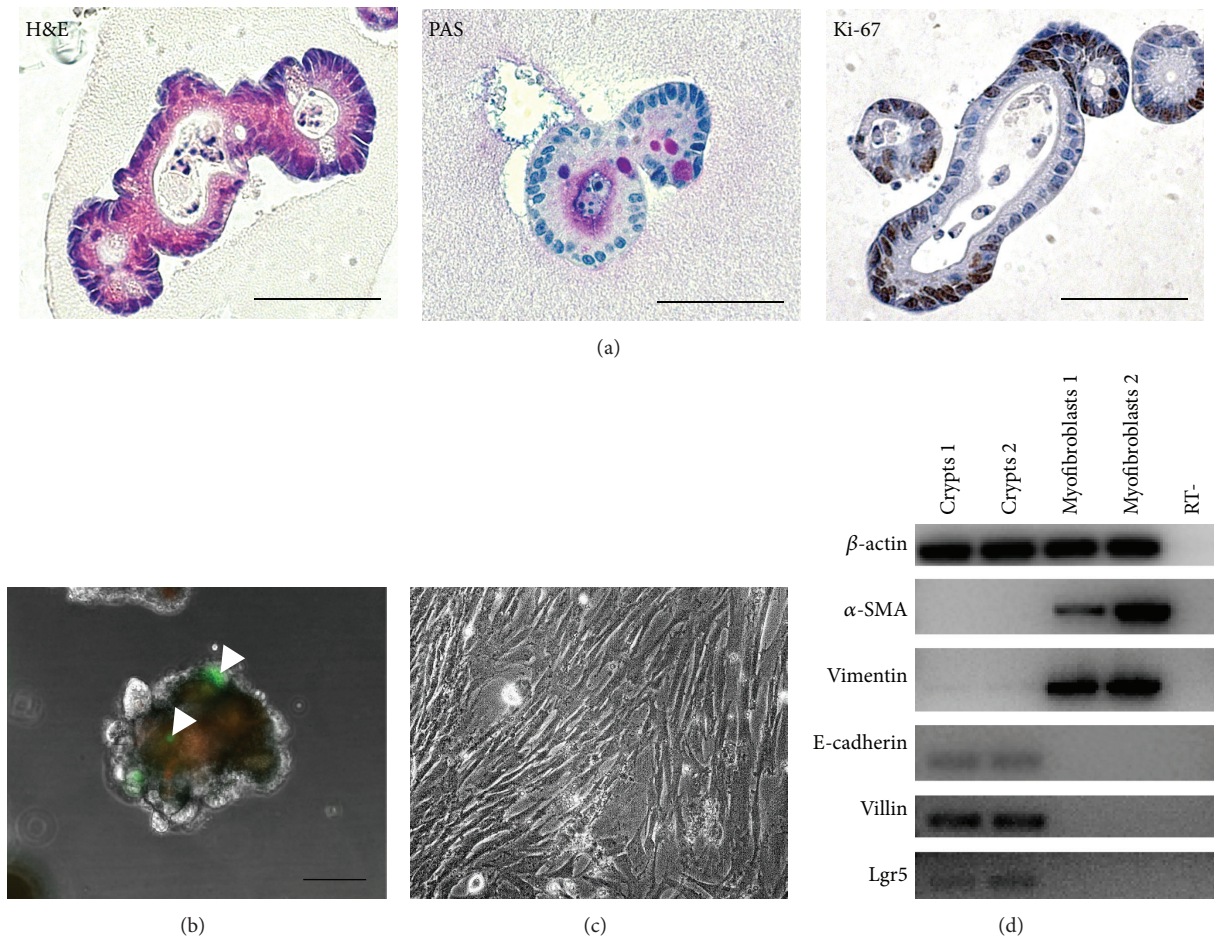 H&E
PAS
Ki-67
(a)
Crypts 1
Crypts 2
Myofibroblasts 1
Myofibroblasts 2
RT-
β-actin
α-SMA
Vimentin
E-cadherin
Villin
Lgr5
(b)
(c)
(d)